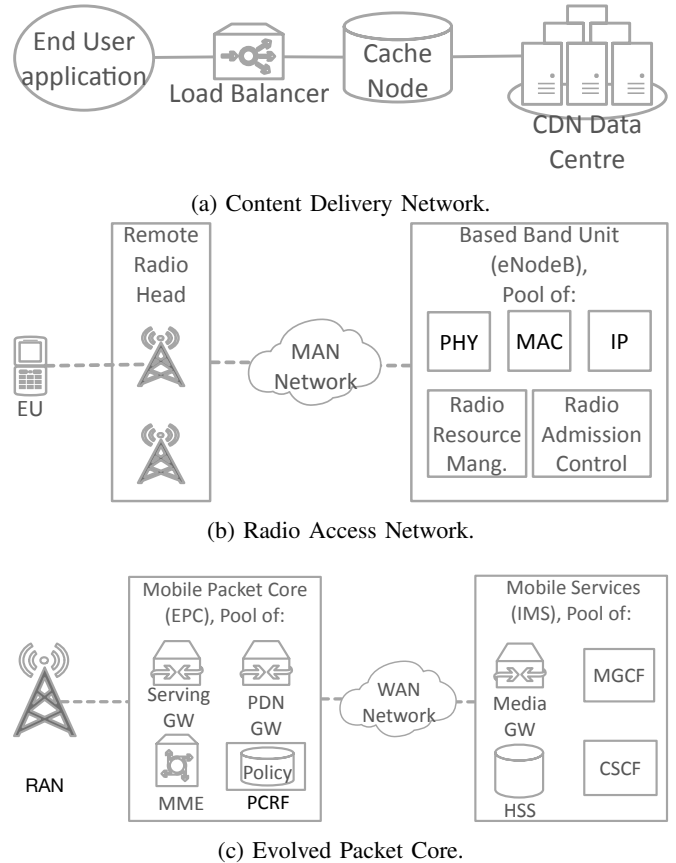 End User
application
Load Balancer
Cache
Node
CDN Data
Centre
(a) Content Delivery Network.
Remote
Radio
Head
Based Band Unit
(eNodeB),
Pool of:
PHY
MAC
IP
MAN
Network
EU
Radio
Resource
Mang.
Radio
Admission
Control
(b) Radio Access Network.
Mobile Packet Core
(EPC), Pool of:
Mobile Services
(IMS), Pool of:
Serving
GW
PDN
GW
WAN
Network
Media
GW
MGCF
RAN
MME
Policy
PCRF
HSS
CSCF
(c) Evolved Packet Core.